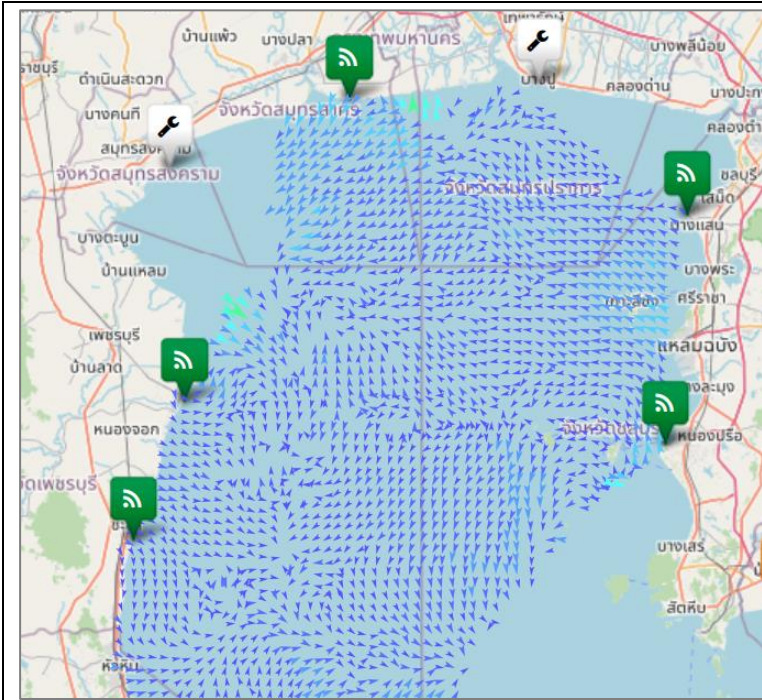 เทพารักษ์
บ้านแพ้ว
บางปลา
พมหานคร
บางพลีน้อย
ราชบุรี
ดำเนินสะดวก
บางปู
คลองด่าน
บางปะก
บางคนที
จังหวัดสมุทรสาคร
คลองตำ
สมุทรสงคราม
จังหวัดสมุทรสงคราม
ชลบุรี
จังหวัดสมุทรปราการ
เสม็ด
บางแสน
บางตะบูน
บ้านแหลม
บางพระ
เกาะสีชัง
ศรีราชา
เพชรบุรี
แหลมฉบัง
บ้านลาด
บางละมุง
หนองจอก
จังหวัดชลบุรี
หนองปรือ
วัดเพชรบุรี
ชะอำ
บางเสร่
สัตหีบ
หัวหิน